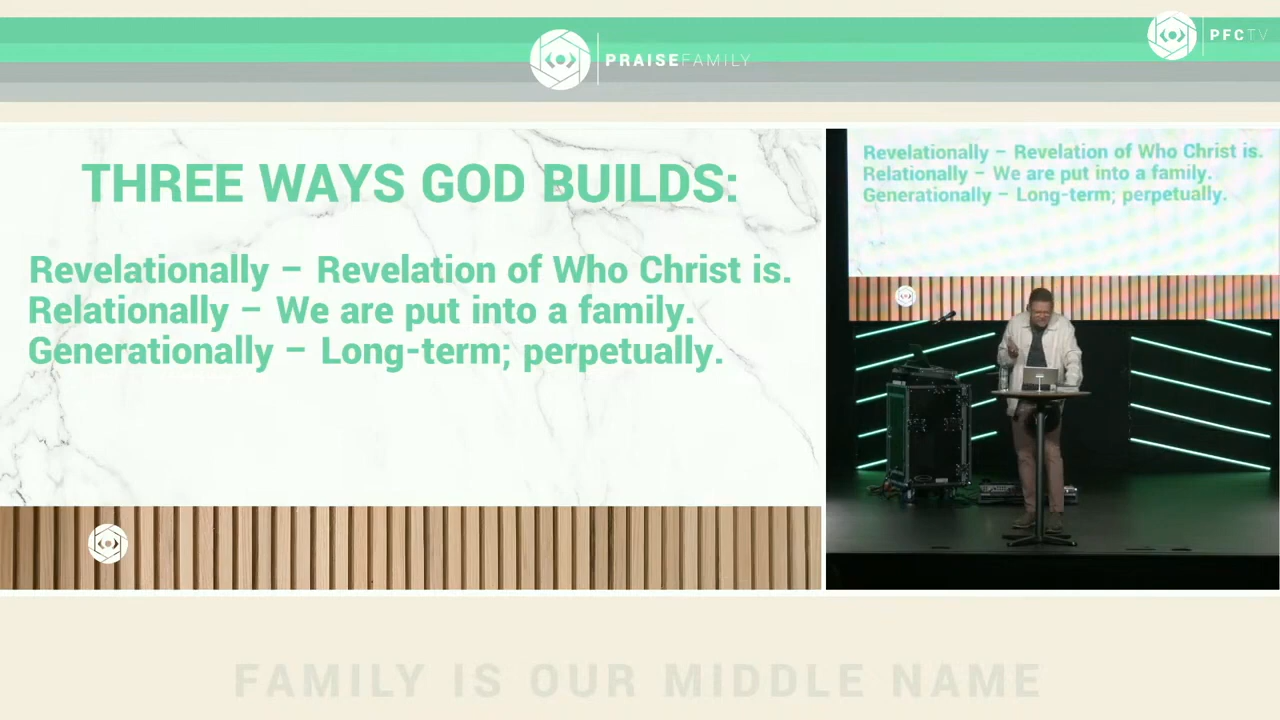 PRAISEFAMILY
PFCTV
THREE WAYS GOD BUILDS:
Revelationally – Revelation of Who Christ is.
Relationally – We are put into a family.
Generationally – Long-term; perpetually.
Revelationally – Revelation of Who Christ is.
Relationally – We are put into a family.
Generationally – Long-term; perpetually.
FAMILY IS OUR MIDDLE NAME